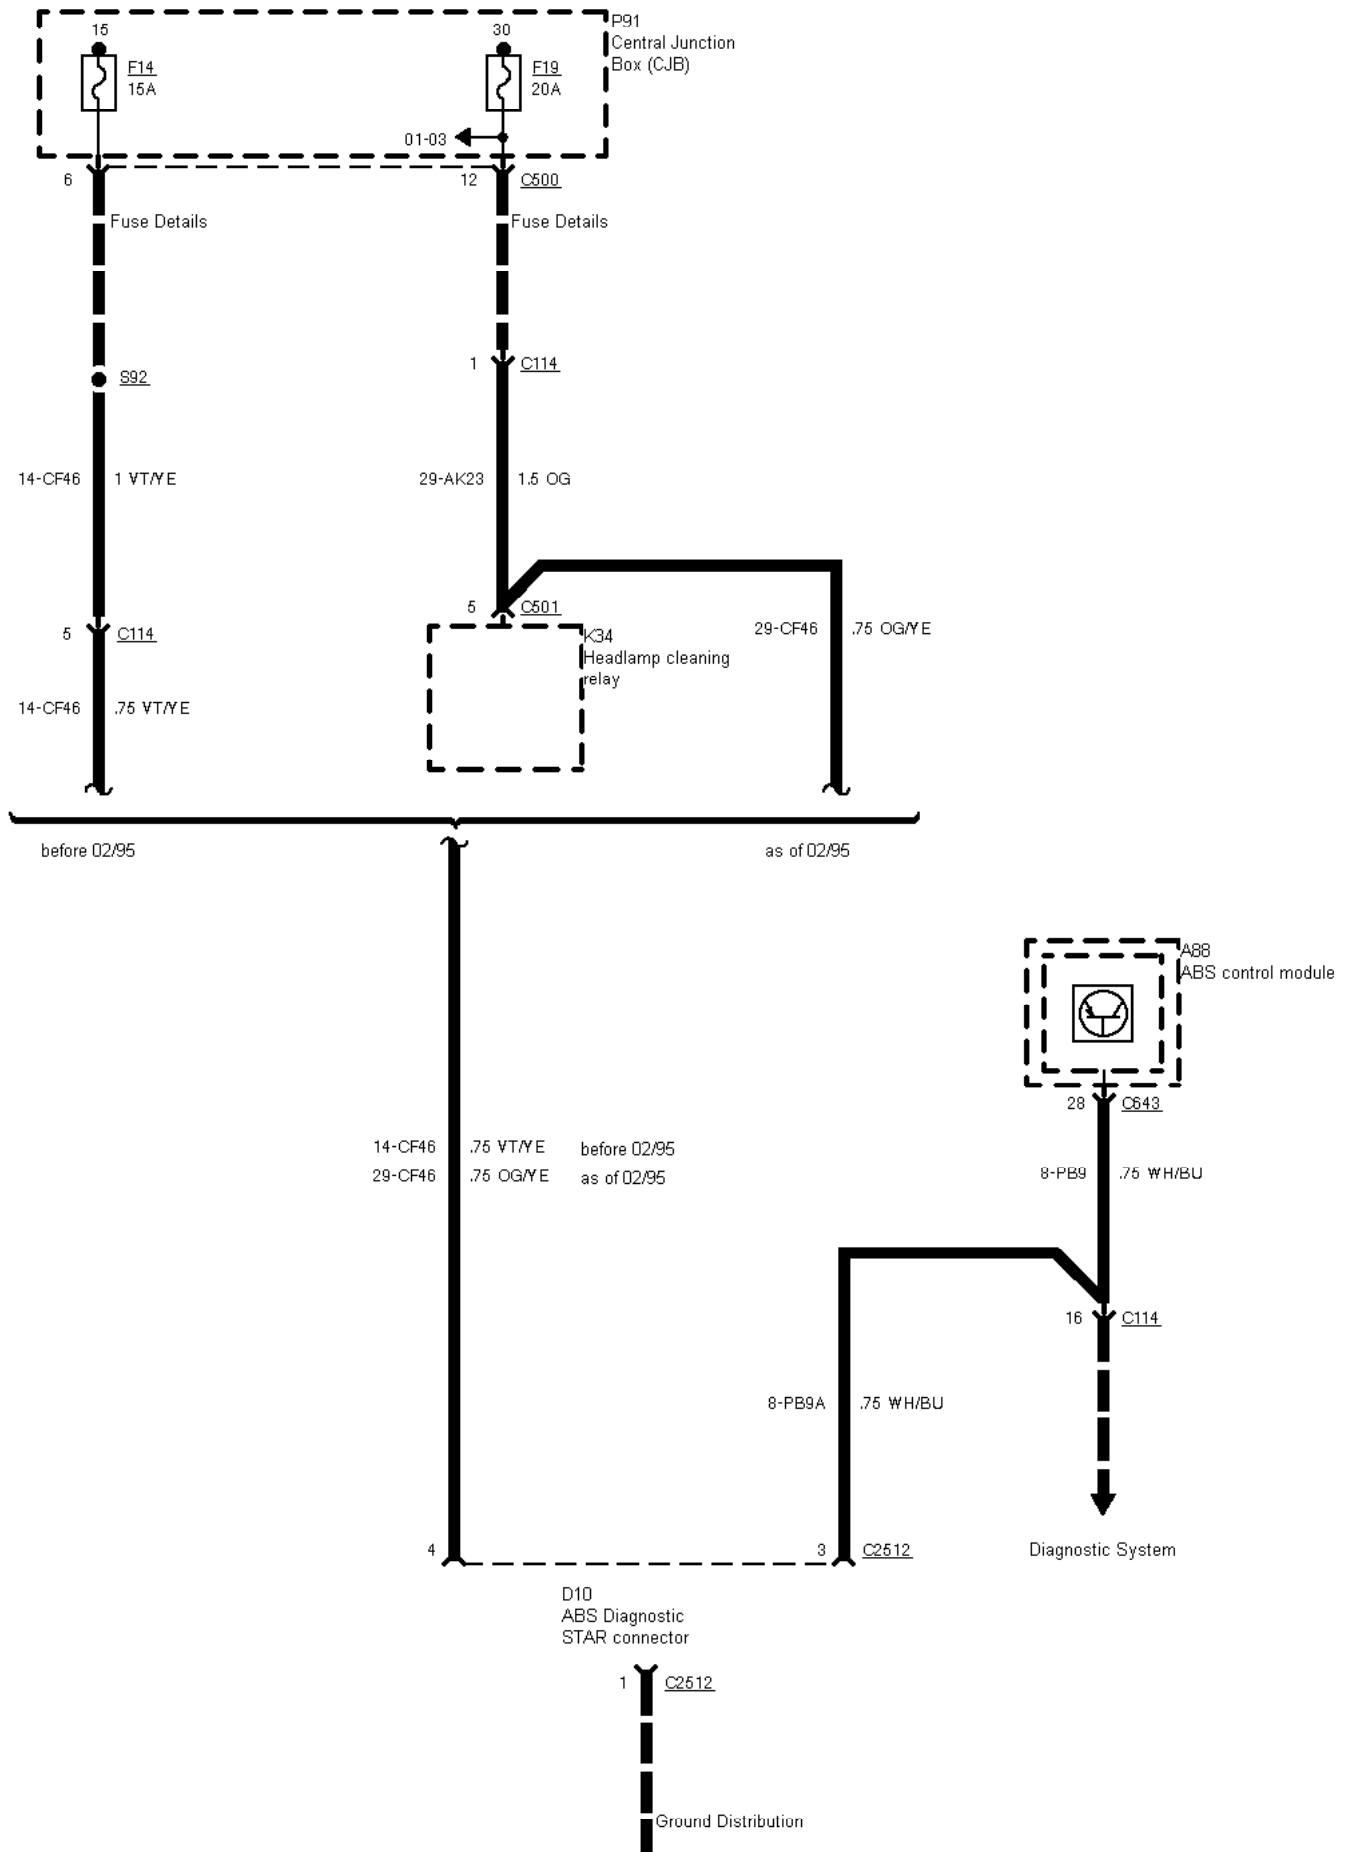 P91
Central Junction
Box (CJB)
15
30
F14
15A
F19
20A
01-03
6
12
C500
Fuse Details
Fuse Details
1
C114
S92
14-CF46
1 VT/YE
29-AK23
1.5 OG
5
C501
5
C114
K34
Headlamp cleaning
relay
29-CF46
.75 OG/YE
14-CF46
.75 VT/YE
before 02/95
as of 02/95
A88
ABS control module
28
C643
14-CF46
.75 VT/YE
before 02/95
29-CF46
.75 OG/YE
as of 02/95
8-PB9
.75 WH/BU
16
C114
8-PB9A
.75 WH/BU
4
3
C2512
Diagnostic System
D10
ABS Diagnostic
STAR connector
1
C2512
Ground Distribution